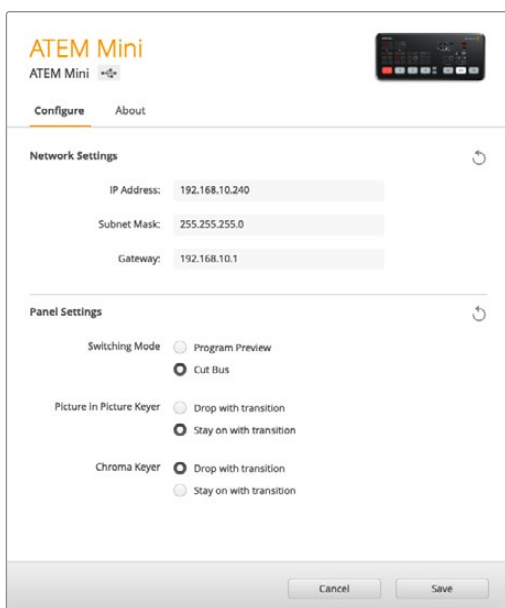 ATEM Mini
ATEM Mini
Configure About
Network Settings
IP Address: 192.168.10.240
Subnet Mask: 255.255.255.0
Gateway: 192.168.10.1
Panel Settings
Switching Mode Program Preview
Cut Bus
Picture in Picture Keyer Drop with transition
Stay on with transition
Chroma Keyer Drop with transition
Stay on with transition
Cancel Save